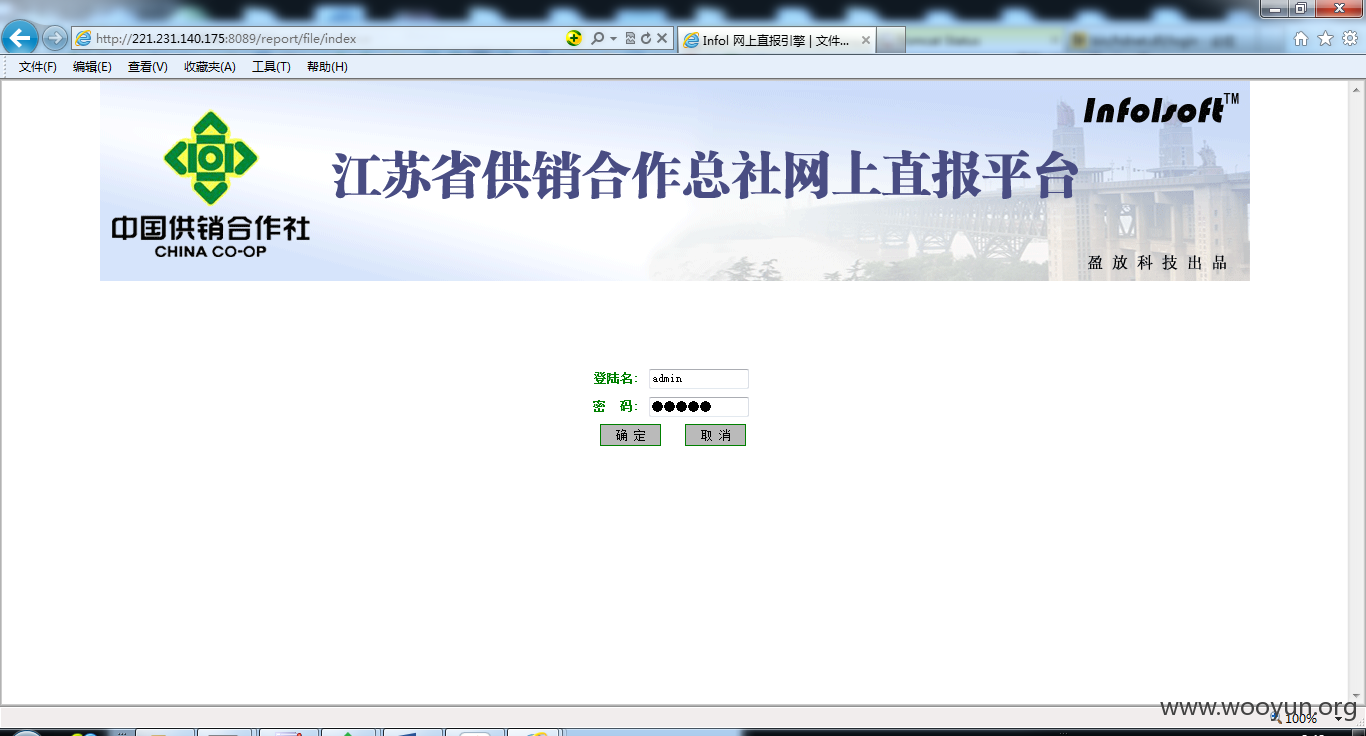 http://221.231.140.175:8089/report/file/index
Infol 网上直报引擎 | 文件...
文件(F) 编辑(E) 查看(V) 收藏夹(A) 工具(T) 帮助(H)
Infolsoft™
江苏省供销合作总社网上直报平台
中国供销合作社
CHINA CO-OP
盈放科技出品
登陆名: admin
密 码: ●●●●●
确 定 取 消
www.wooyun.org
100%